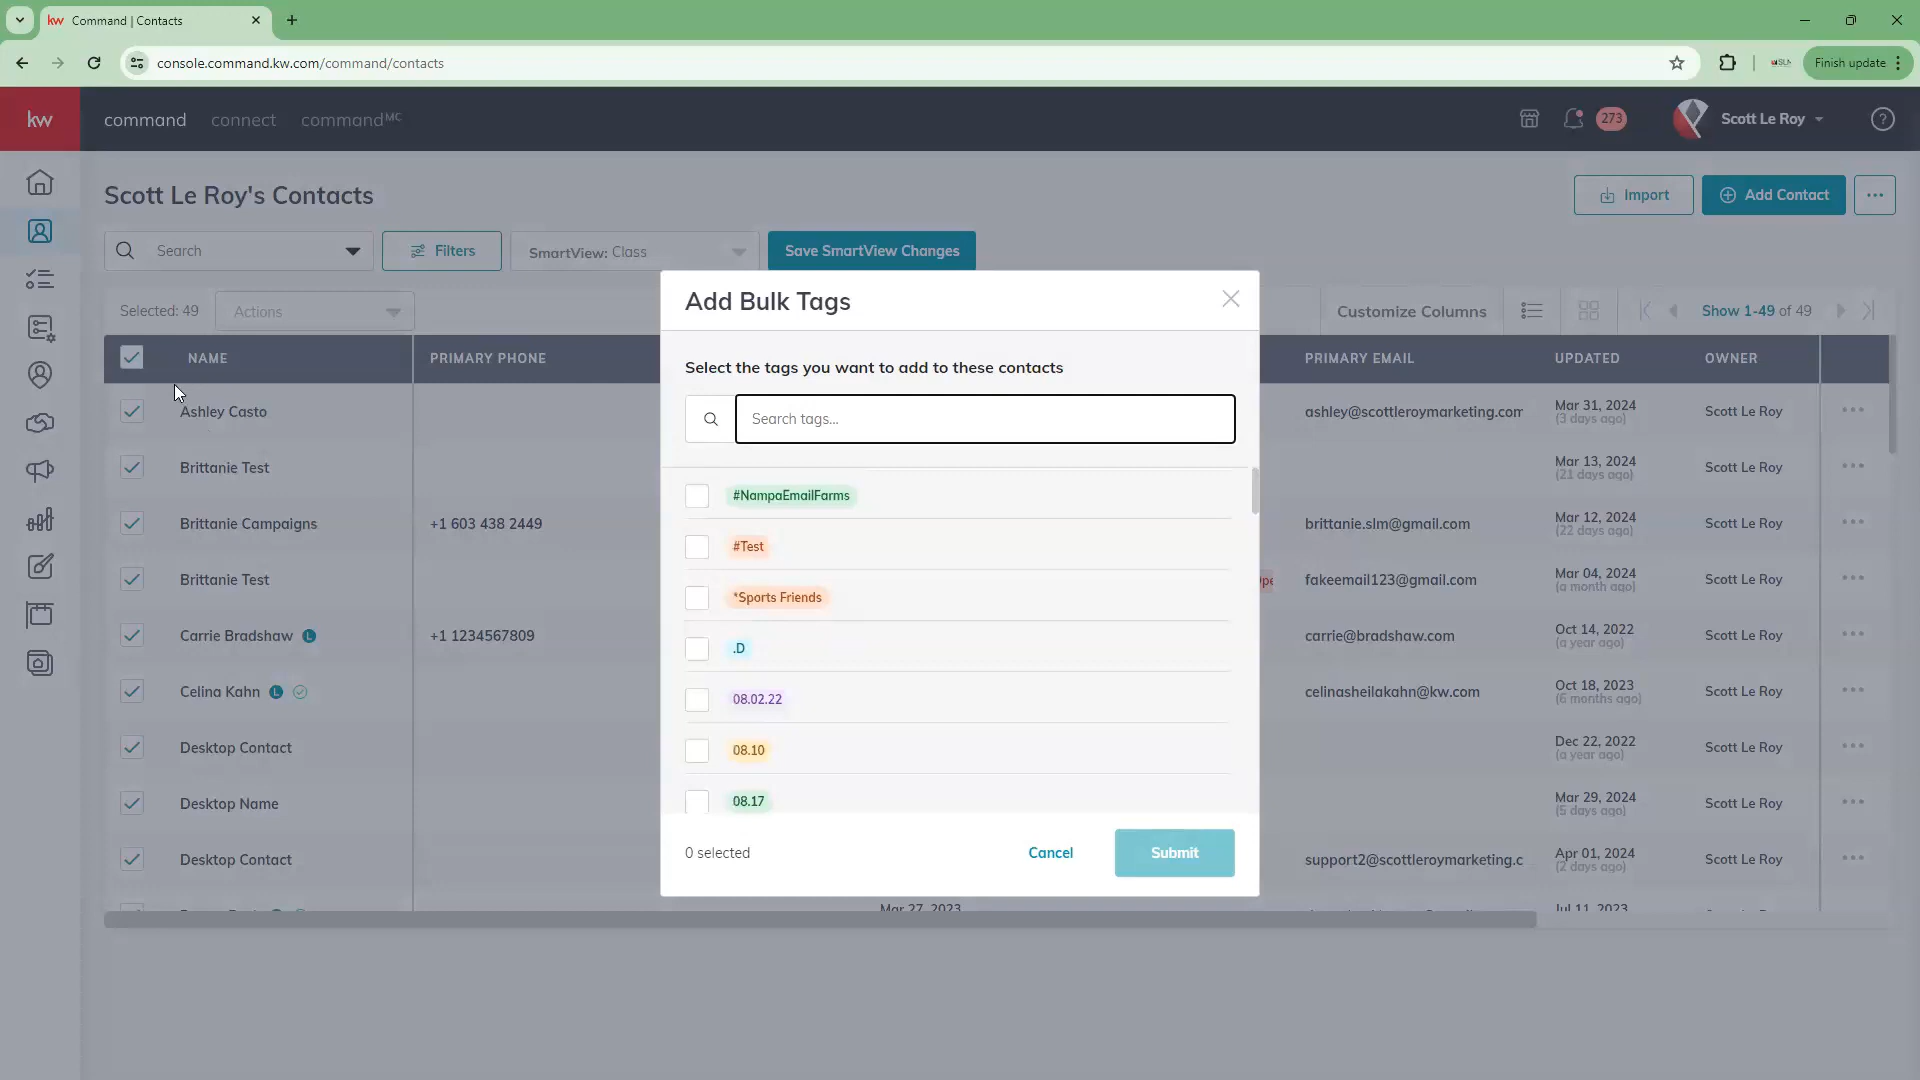 kw Command | Contacts
console.command.kw.com/command/contacts
Finish update
kw command connect commandMC
273 Scott Le Roy
Scott Le Roy's Contacts
Import Add Contact
Search Filters SmartView: Class Save SmartView Changes
Selected: 49 Actions Customize Columns Show 1-49 of 49
NAME PRIMARY PHONE PRIMARY EMAIL UPDATED OWNER
Ashley Casto ashley@scottleroymarketing.com Mar 31, 2024 Scott Le Roy
(3 days ago)
Brittanie Test Mar 13, 2024 Scott Le Roy
(21 days ago)
Brittanie Campaigns +1 603 438 2449 brittanie.slm@gmail.com Mar 12, 2024 Scott Le Roy
(22 days ago)
Brittanie Test fakeemail123@gmail.com Mar 04, 2024 Scott Le Roy
(a month ago)
Carrie Bradshaw L +1 1234567809 carrie@bradshaw.com Oct 14, 2022 Scott Le Roy
(a year ago)
Celina Kahn L celinasheilakahn@kw.com Oct 18, 2023 Scott Le Roy
(6 months ago)
Desktop Contact Dec 22, 2022 Scott Le Roy
(a year ago)
Desktop Name Mar 29, 2024 Scott Le Roy
(5 days ago)
Desktop Contact support2@scottleroymarketing.c Apr 01, 2024 Scott Le Roy
(2 days ago)
Mar 27, 2023 Jul 11, 2023
Add Bulk Tags
Select the tags you want to add to these contacts
Search tags...
#NampaEmailFarms
#Test
*Sports Friends
.D
08.02.22
08.10
08.17
0 selected Cancel Submit